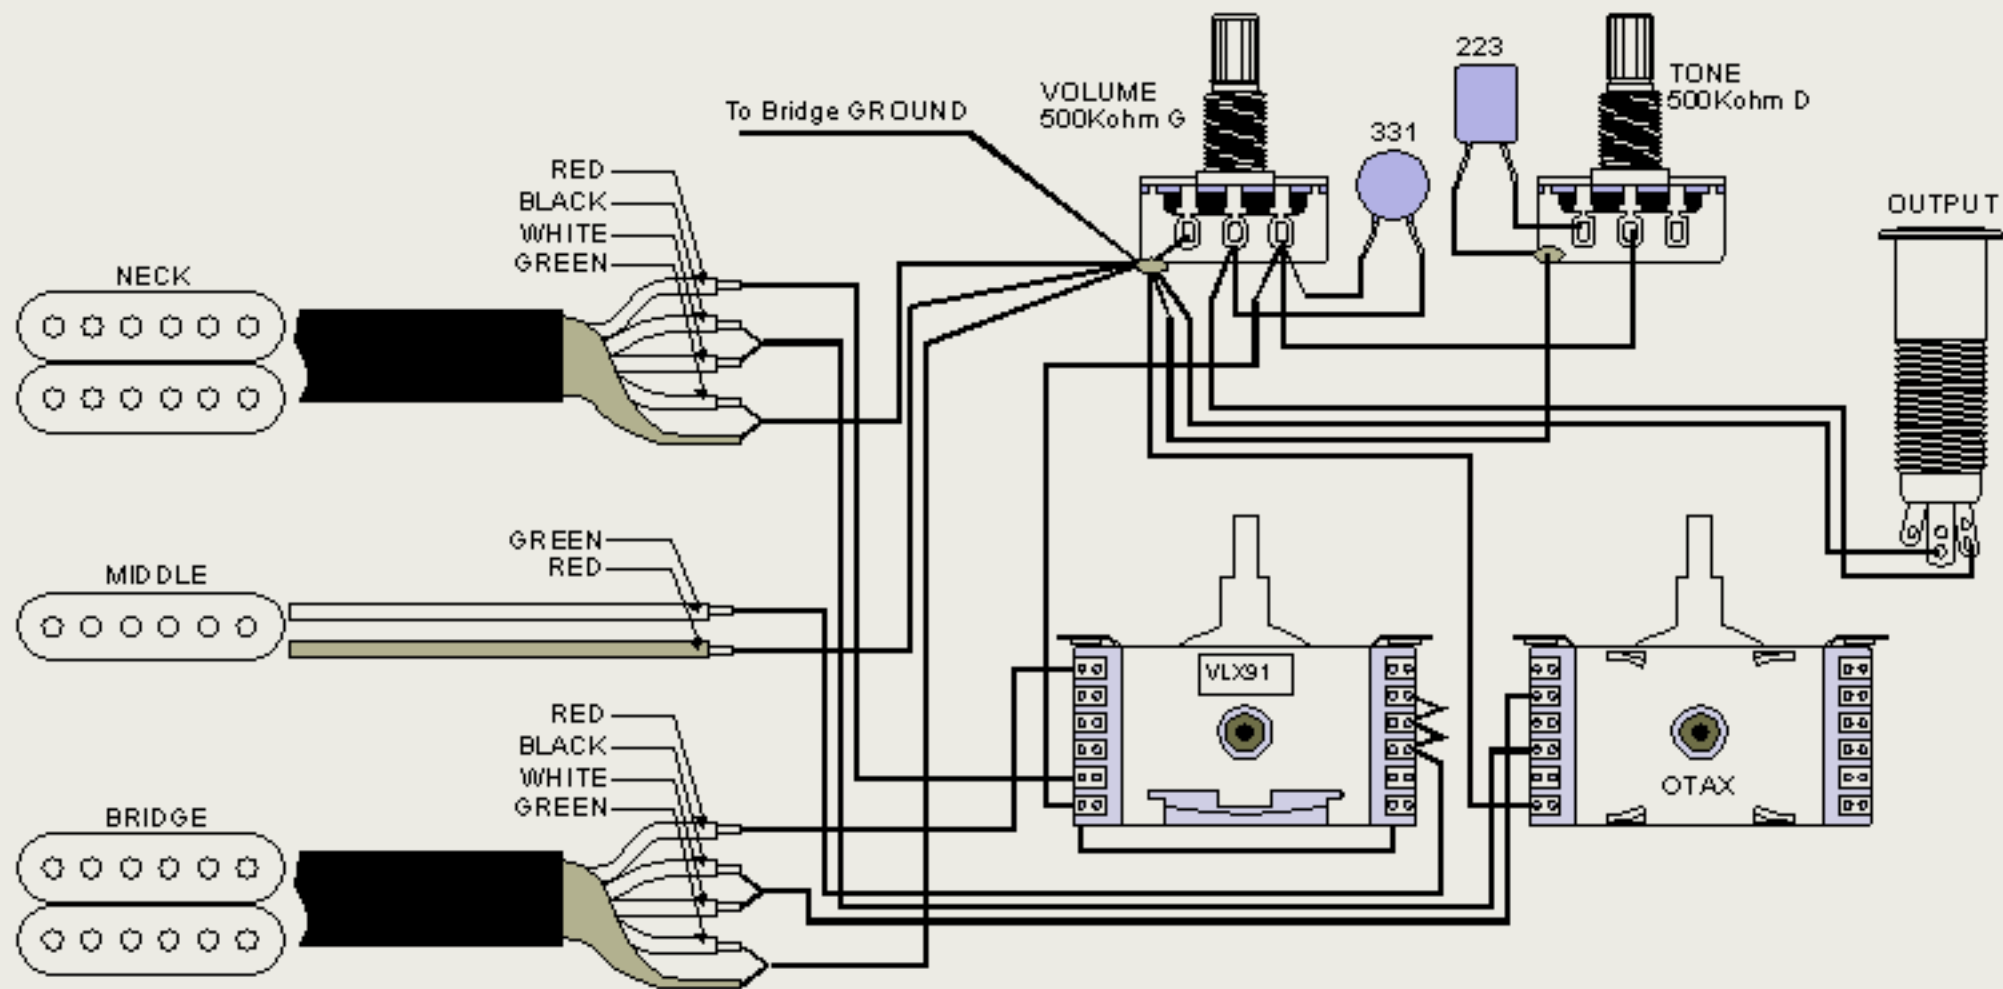 223
TONE
500Kohm D
VOLUME
500Kohm G
To Bridge GROUND
331
RED
BLACK
WHITE
GREEN
OUTPUT
NECK
GREEN
RED
MIDDLE
VLX91
RED
BLACK
WHITE
GREEN
OTAX
BRIDGE